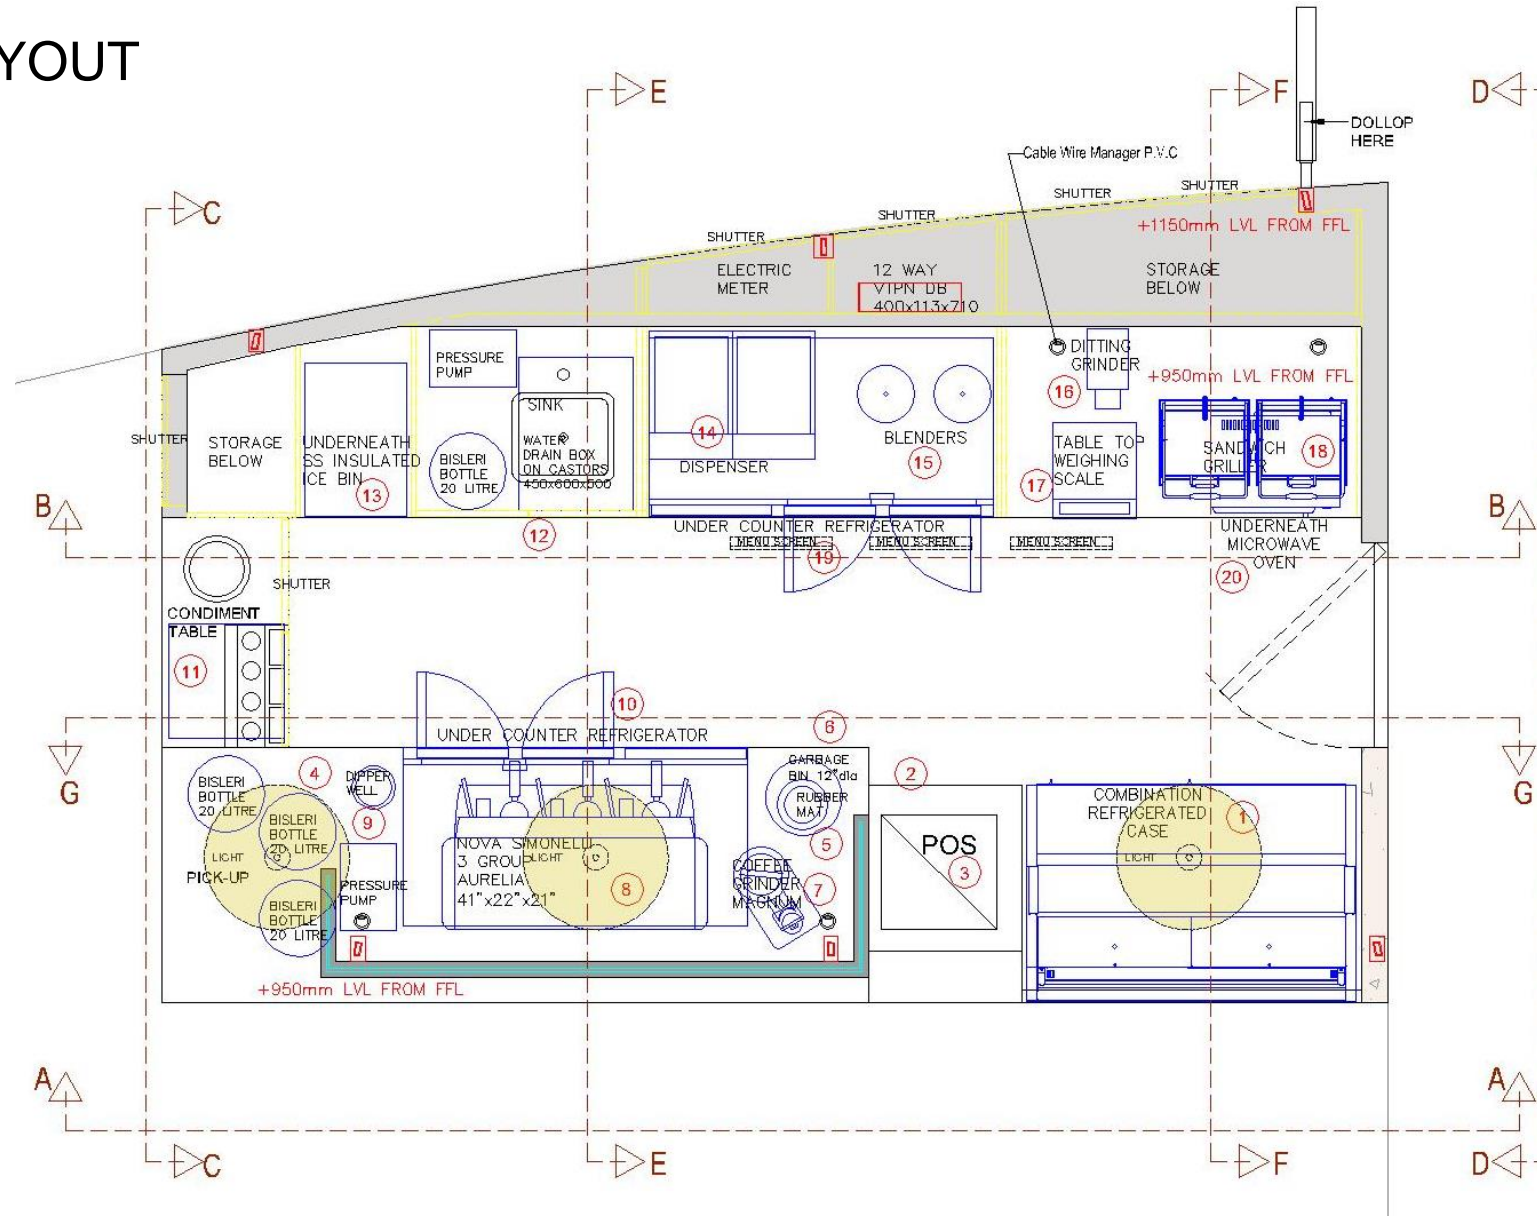 YOUT
E
F
D
DOLLOP
HERE
Cable Wire Manager P.V.C
C
SHUTTER
SHUTTER
SHUTTER
SHUTTER
+1150mm LVL FROM FFL
ELECTRIC
METER
12 WAY
VTPN DB
400x113x710
STORAGE
BELOW
PRESSURE
PUMP
DITTING
GRINDER
16
+950mm LVL FROM FFL
SINK
SHUTTER
STORAGE
BELOW
UNDERNEATH
SS INSULATED
ICE BIN
13
BISLERI
BOTTLE
20 LITRE
WATER
DRAIN BOX
ON CASTORS
450x600x500
14
DISPENSER
BLENDERS
15
TABLE TOP
WEIGHING
SCALE
17
SANDWICH
GRILLER
18
B
B
12
UNDER COUNTER REFRIGERATOR
MENU SCREEN
MENU SCREEN
MENU SCREEN
19
UNDERNEATH
MICROWAVE
OVEN
20
SHUTTER
CONDIMENT
TABLE
11
10
UNDER COUNTER REFRIGERATOR
6
G
G
4
BISLERI
BOTTLE
20 LITRE
DIPPER
WELL
GARBAGE
BIN 12"dia
RUBBER
MAT
2
COMBINATION
REFRIGERATED
CASE
1
BISLERI
BOTTLE
20 LITRE
9
NOVA SIMONELLI
3 GROUP
AURELIA
41"x22"x21"
LIGHT
LIGHT
LIGHT
5
POS
3
PICK-UP
PRESSURE
PUMP
8
COFFEE
GRINDER
MAGNUM
7
BISLERI
BOTTLE
20 LITRE
+950mm LVL FROM FFL
A
A
C
E
F
D